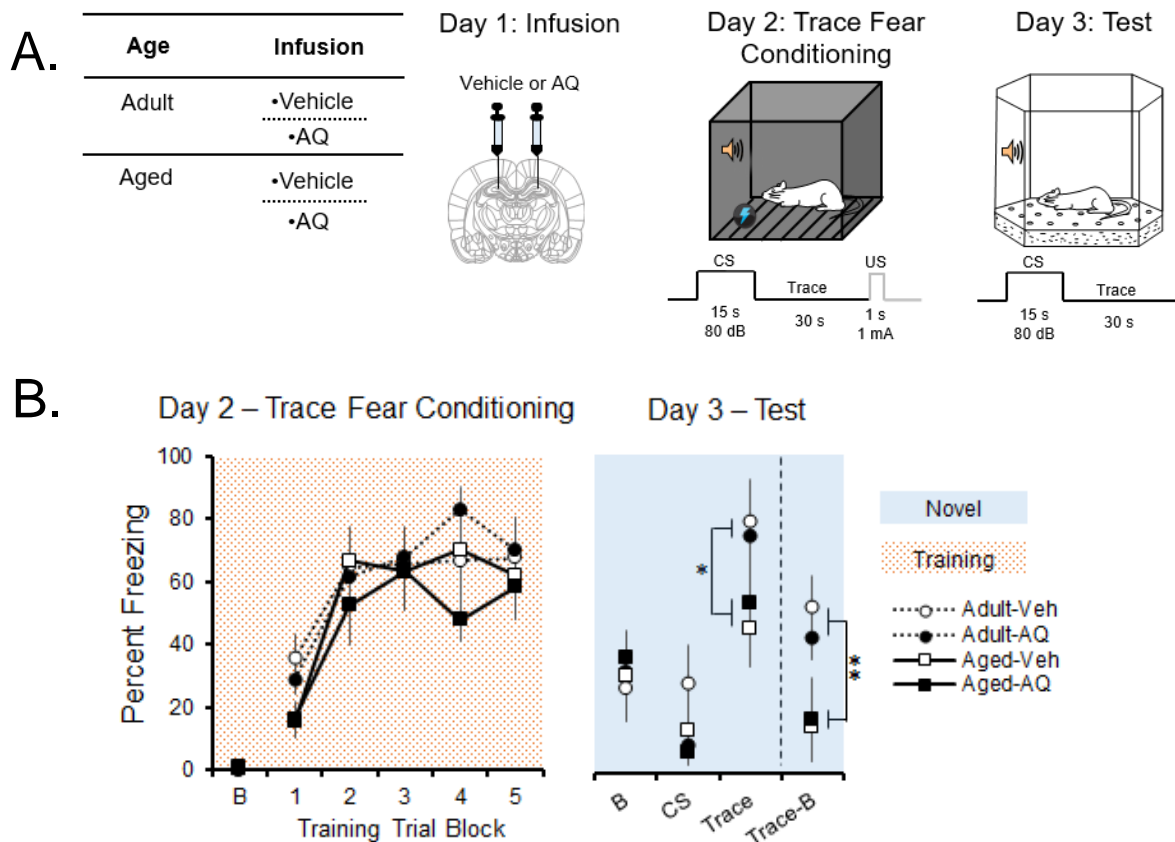 A.
Age Infusion
Adult •Vehicle
•AQ
Aged •Vehicle
•AQ
Day 1: Infusion
Vehicle or AQ
Day 2: Trace Fear
Conditioning
CS US
Trace
15 s 30 s 1 s
80 dB 1 mA
Day 3: Test
CS
Trace
15 s 30 s
80 dB
B.
Day 2 – Trace Fear Conditioning
Percent Freezing
100
80
60
40
20
0
B 1 2 3 4 5
Training Trial Block
Day 3 – Test
*
**
B CS Trace Trace-B
Novel
Training
Adult-Veh
Adult-AQ
Aged-Veh
Aged-AQ